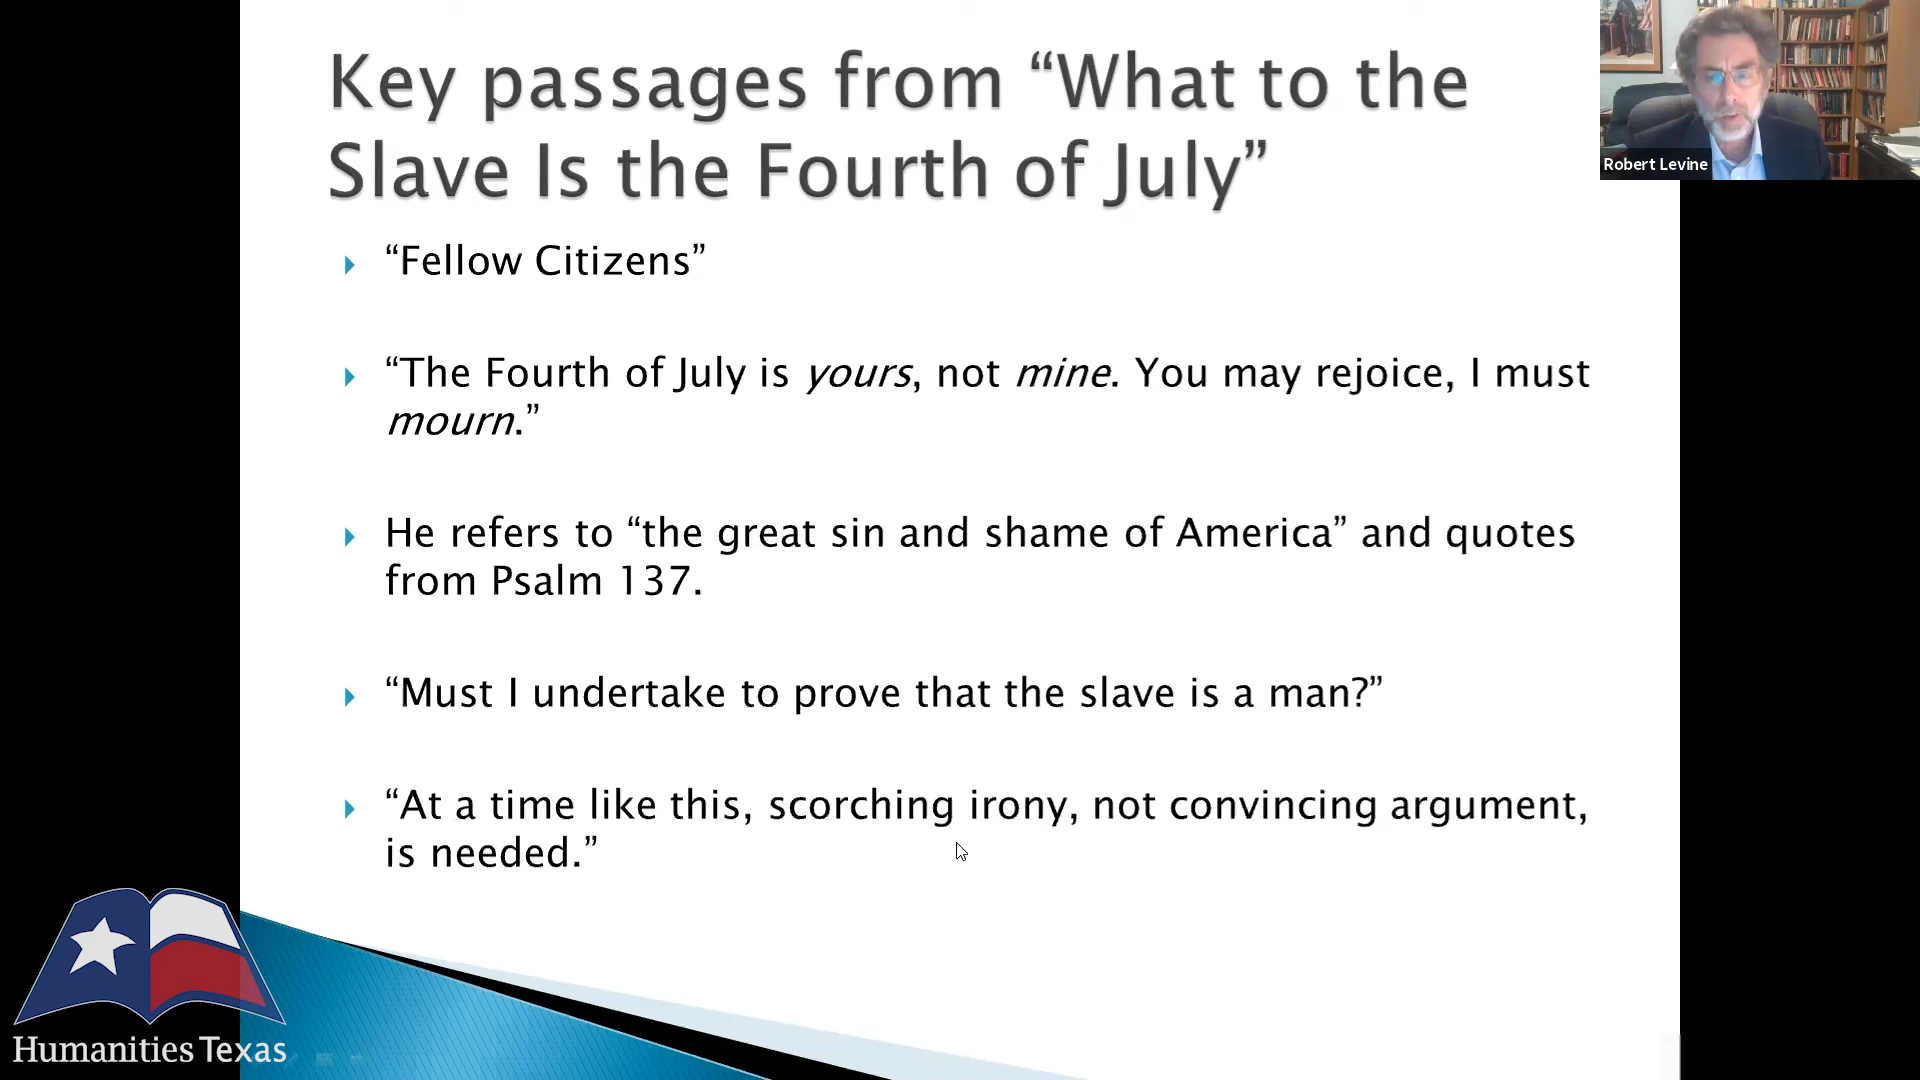 Key passages from “What to the
Slave Is the Fourth of July”
“Fellow Citizens”
“The Fourth of July is yours, not mine. You may rejoice, I must
mourn.”
He refers to “the great sin and shame of America” and quotes
from Psalm 137.
“Must I undertake to prove that the slave is a man?”
“At a time like this, scorching irony, not convincing argument,
is needed.”
Robert Levine
Humanities Texas